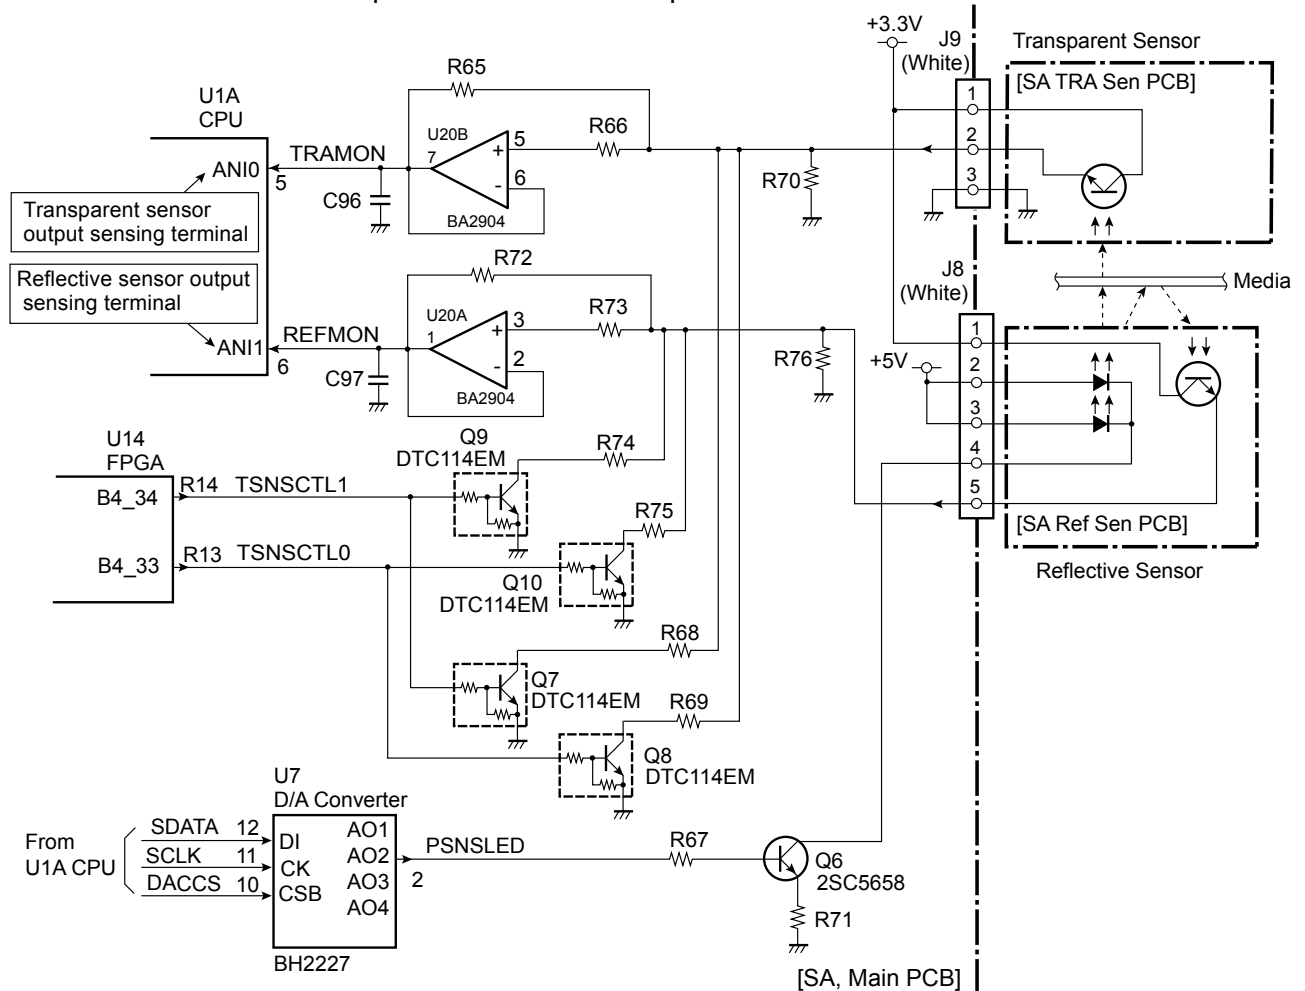 +3.3V
J9
(White)
Transparent Sensor
[SA TRA Sen PCB]
1
2
3
R65
U1A
CPU
U20B
7
5
6
+
-
BA2904
R66
TRAMON
ANI0
5
C96
R70
Transparent sensor
output sensing terminal
Reflective sensor output
sensing terminal
R72
J8
(White)
Media
U20A
1
3
2
+
-
BA2904
R73
REFMON
ANI1
6
C97
R76
+5V
1
2
3
4
5
[SA Ref Sen PCB]
Reflective Sensor
U14
FPGA
Q9
DTC114EM
R74
B4_34
R14
TSNSCTL1
R75
B4_33
R13
TSNSCTL0
Q10
DTC114EM
R68
Q7
DTC114EM
R69
Q8
DTC114EM
U7
D/A Converter
From
U1A CPU
SDATA
12
SCLK
11
DACCS
10
DI
CK
CSB
AO1
AO2
AO3
AO4
2
PSNSLED
R67
Q6
2SC5658
R71
BH2227
[SA, Main PCB]